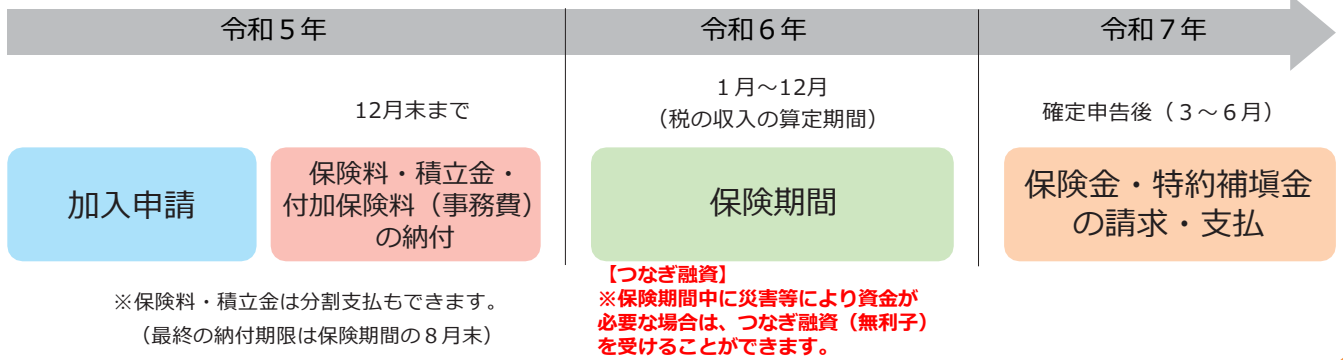 令和５年
令和６年
令和７年
12月末まで
１月～12月
（税の収入の算定期間）
確定申告後（３～６月）
加入申請
保険料・積立金・
付加保険料（事務費）
の納付
保険期間
保険金・特約補塡金
の請求・支払
※保険料・積立金は分割支払もできます。
（最終の納付期限は保険期間の８月末）
【つなぎ融資】
※保険期間中に災害等により資金が
必要な場合は、つなぎ融資（無利子）
を受けることができます。